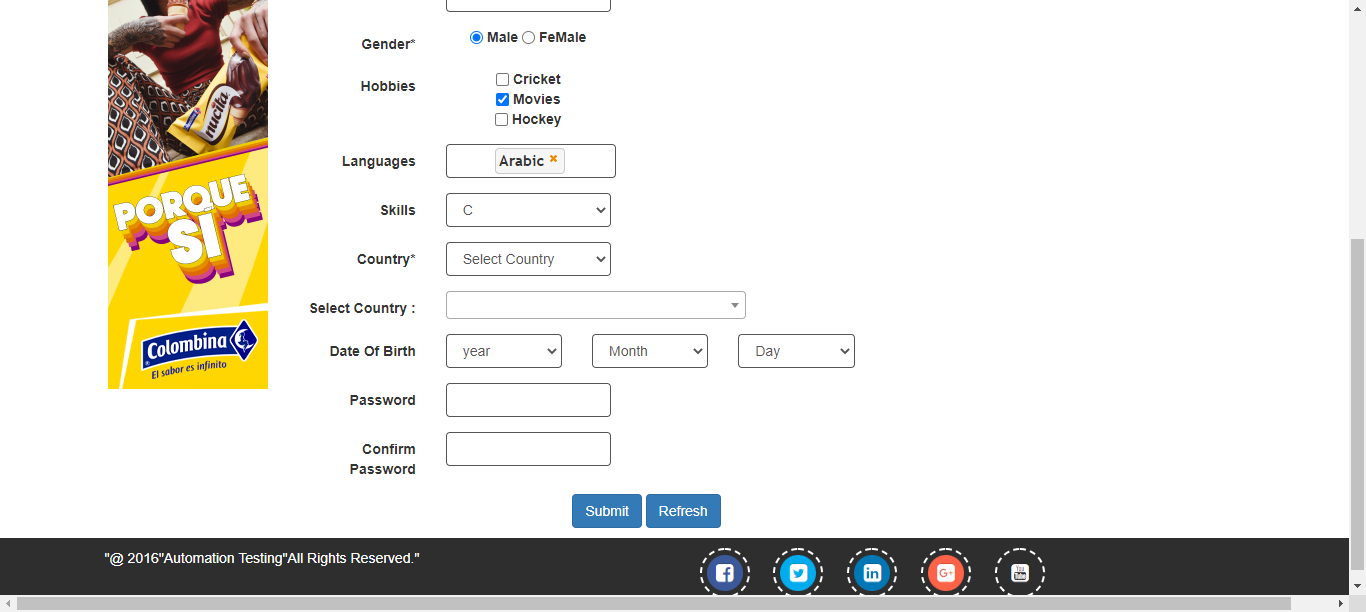 nucita
PORQUE
SÍ
Colombina
El sabor es infinito
Gender*
Male FeMale
Hobbies
Cricket
Movies
Hockey
Languages
Arabic
Skills
C
Country*
Select Country
Select Country :
Date Of Birth
year Month Day
Password
Confirm
Password
Submit Refresh
"@ 2016"Automation Testing"All Rights Reserved."
f in G+ You Tube